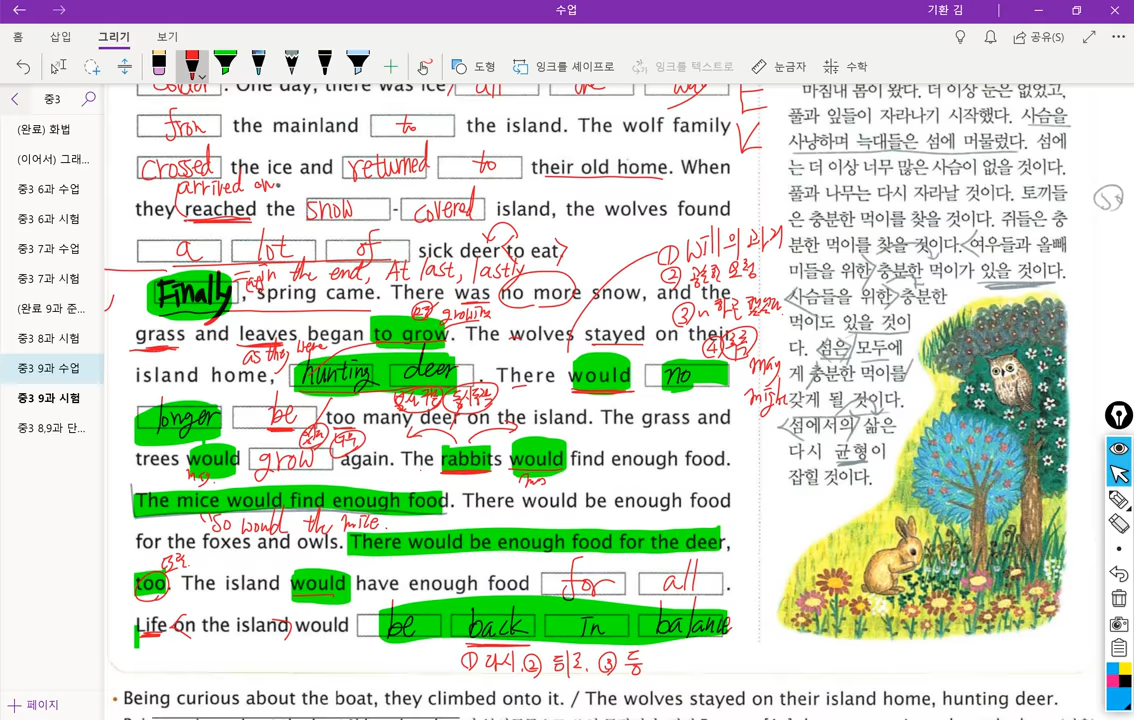 수업
기환 김
홈 삽입 그리기 보기
공유(S)
도형 잉크를 셰이프로 잉크를 텍스트로 눈금자 수학
중3
(완료) 화법
(이어서) 그래...
중3 6과 수업
중3 6과 시험
중3 7과 수업
중3 7과 시험
(완료 9과 준...
중3 8과 시험
중3 9과 수업
중3 9과 시험
중3 8,9과 단...
페이지
One day, there was ice, all the way
from the mainland to the island. The wolf family
crossed the ice and returned to their old home. When
arrived on
they reached the snow - covered island, the wolves found
a lot of sick deer to eat.
in the end, At last, lastly
Finally, spring came. There was no more snow, and the
growing
grass and leaves began to grow. The wolves stayed on their
as they were
island home, hunting deer. There would no
longer be too many deer on the island. The grass and
trees would grow again. The rabbits would find enough food.
The mice would find enough food. There would be enough food
"So would the mice.
for the foxes and owls. There would be enough food for the deer,
too. The island would have enough food for all.
Life on the island would be back in balance
① 다시. ② 뒤로. ③ 등
① will의 과거
②
③
④
may
might
마침내 봄이 왔다. 더 이상 눈은 없었고,
풀과 잎들이 자라나기 시작했다. 사슴을
사냥하며 늑대들은 섬에 머물렀다. 섬에
는 더 이상 너무 많은 사슴이 없을 것이다.
풀과 나무는 다시 자라날 것이다. 토끼들
은 충분한 먹이를 찾을 것이다. 쥐들은 충
분한 먹이를 찾을 것이다. 여우들과 올빼
미들을 위한 충분한 먹이가 있을 것이다.
사슴들을 위한 충분한
먹이도 있을 것이
다. 섬은 모두에
게 충분한 먹이를
갖게 될 것이다.
섬에서의 삶은
다시 균형이
잡힐 것이다.
• Being curious about the boat, they climbed onto it. / The wolves stayed on their island home, hunting deer.